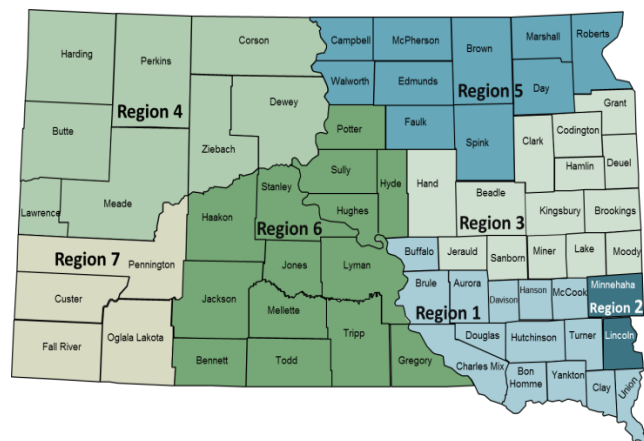 Harding
Perkins
Corson
Campbell
McPherson
Brown
Marshall
Roberts
Walworth
Edmunds
Day
Region 4
Region 5
Dewey
Butte
Ziebach
Potter
Faulk
Spink
Grant
Clark
Codington
Deuel
Hamlin
Lawrence
Meade
Sully
Hyde
Hand
Beadle
Kingsbury
Brookings
Haakon
Stanley
Hughes
Region 6
Region 3
Region 7
Pennington
Jones
Lyman
Buffalo
Jerauld
Sanborn
Miner
Lake
Moody
Custer
Jackson
Mellette
Brule
Aurora
Davison
Hanson
McCook
Minnehaha
Region 1
Region 2
Fall River
Oglala Lakota
Bennett
Todd
Tripp
Gregory
Charles Mix
Douglas
Hutchinson
Turner
Lincoln
Bon
Homme
Yankton
Clay
Union